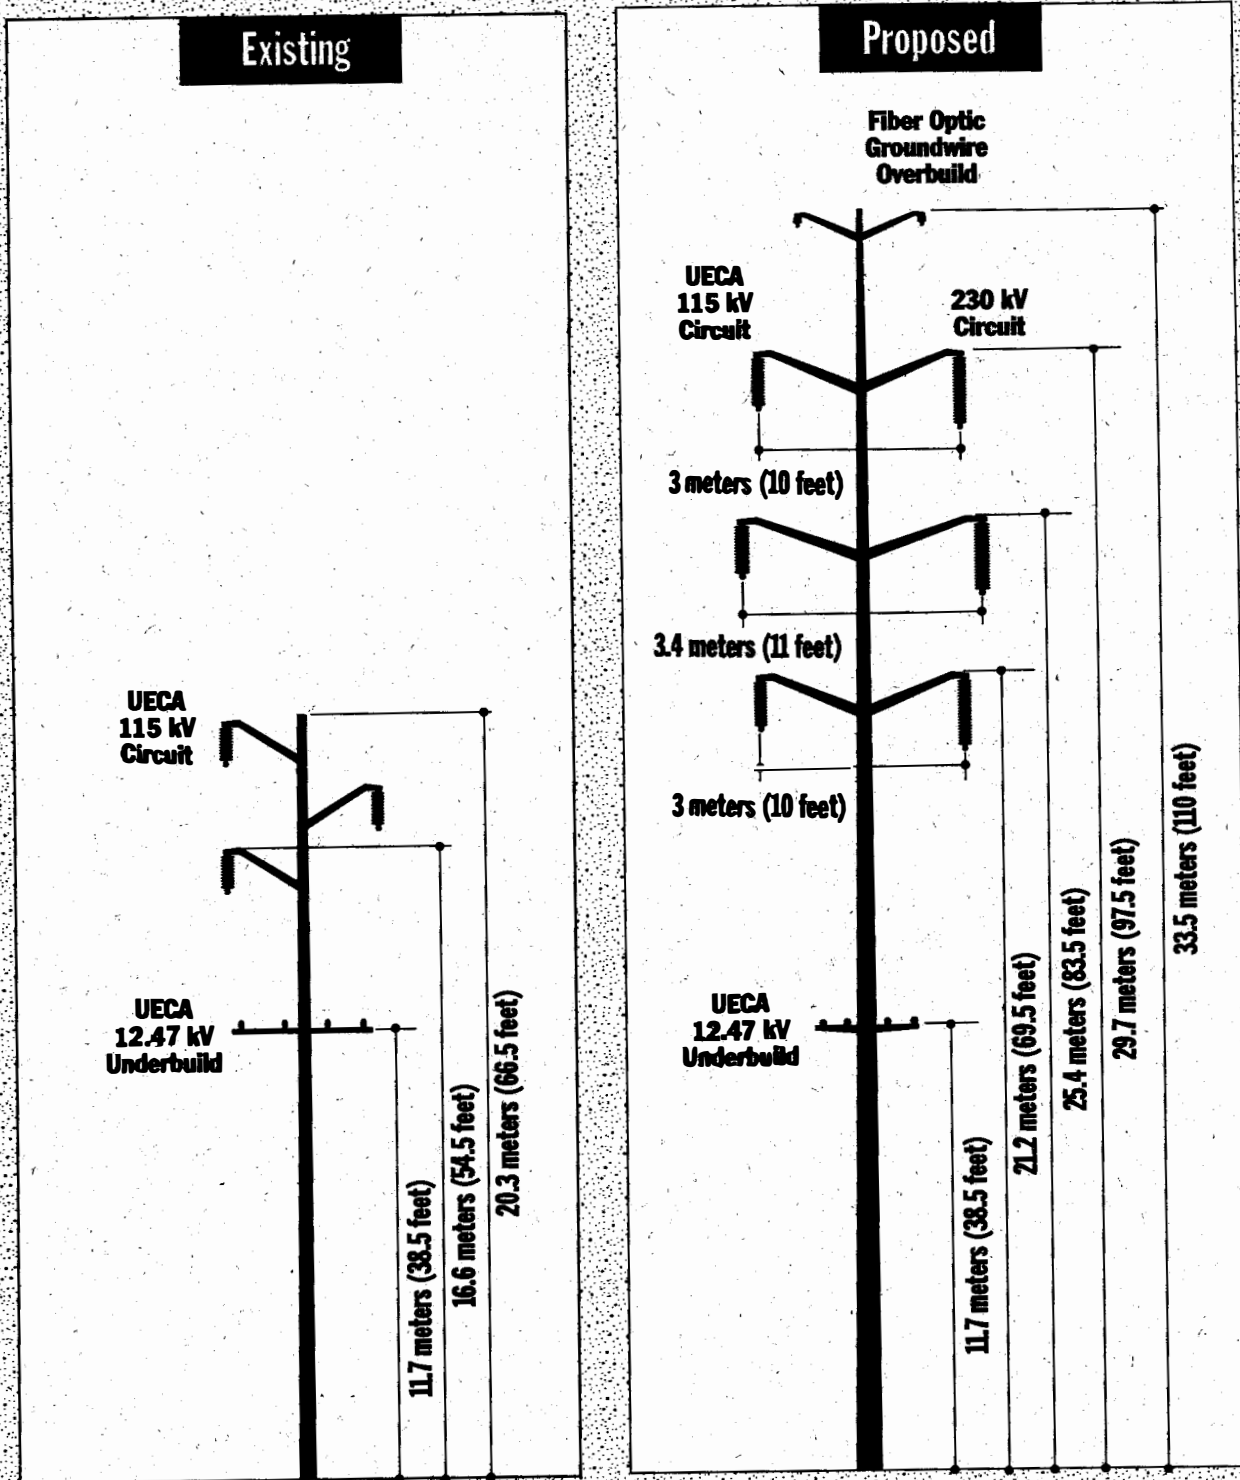 Existing
UECA
115 kV
Circuit
UECA
12.47 kV
Underbuild
11.7 meters (38.5 feet)
16.6 meters (54.5 feet)
20.3 meters (66.5 feet)
Proposed
Fiber Optic
Groundwire
Overbuild
UECA
115 kV
Circuit
230 kV
Circuit
3 meters (10 feet)
3.4 meters (11 feet)
3 meters (10 feet)
UECA
12.47 kV
Underbuild
11.7 meters (38.5 feet)
21.2 meters (69.5 feet)
25.4 meters (83.5 feet)
29.7 meters (97.5 feet)
33.5 meters (110 feet)